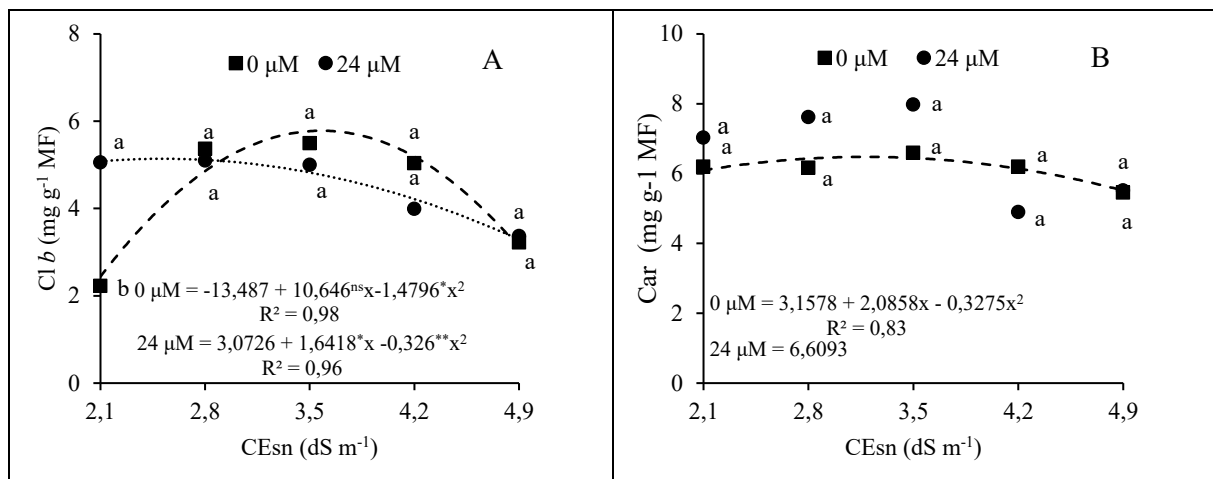 8
6
4
2
0
0 μM 24 μM
A
a
a
a
a
a
a
a
a
a
b
0 μM = -13,487 + 10,646ⁿˢx-1,4796*x²
R² = 0,98
24 μM = 3,0726 + 1,6418*x -0,326**x²
R² = 0,96
2,1 2,8 3,5 4,2 4,9
CEsn (dS m⁻¹)
Cl b (mg g⁻¹ MF)
10
8
6
4
2
0
0 μM 24 μM
B
a
a
a
a
a
a
a
a
a
a
0 μM = 3,1578 + 2,0858x - 0,3275x²
R² = 0,83
24 μM = 6,6093
2,1 2,8 3,5 4,2 4,9
CEsn (dS m⁻¹)
Car (mg g-1 MF)